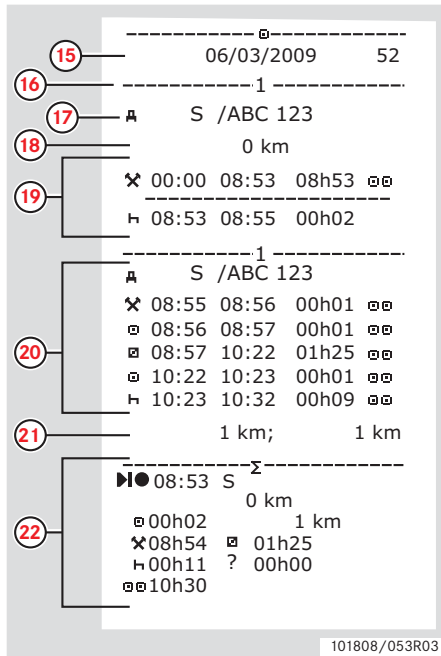 15 06/03/2009 52
16 1
17 S /ABC 123
18 0 km
19 00:00 08:53 08h53
08:53 08:55 00h02
1
S /ABC 123
20 08:55 08:56 00h01
08:56 08:57 00h01
08:57 10:22 01h25
10:22 10:23 00h01
10:23 10:32 00h09
21 1 km; 1 km
Σ
22 08:53 S
0 km
00h02 1 km
08h54 01h25
00h11 ? 00h00
10h30
101808/053R03